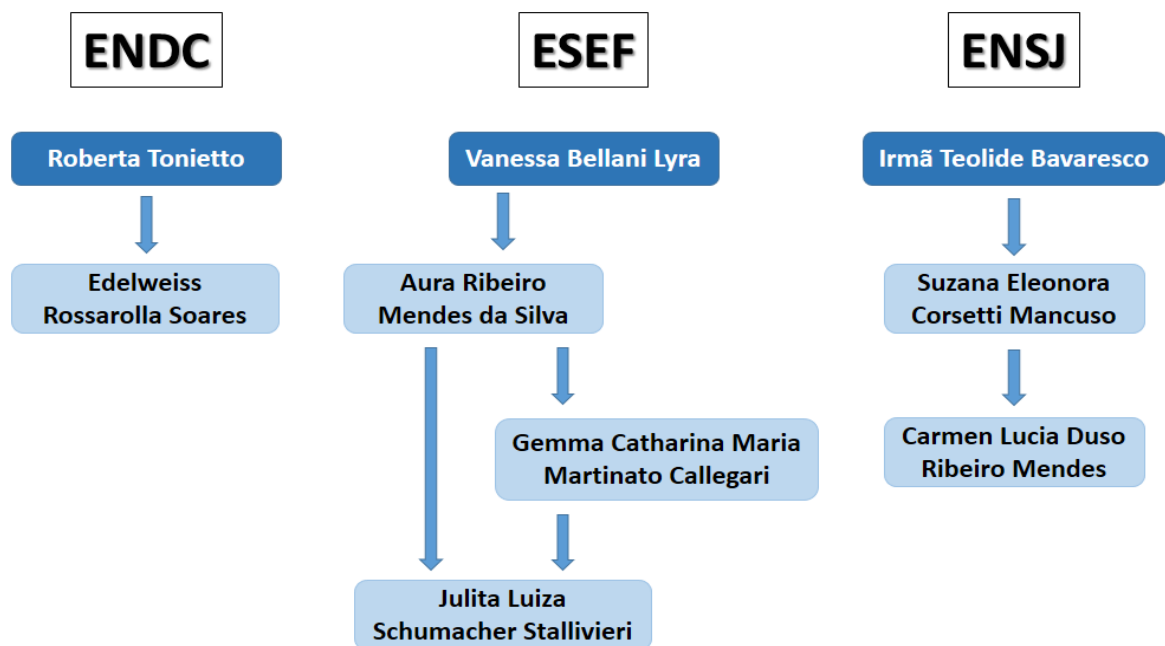 ENDC
ESEF
ENSJ
Roberta Tonietto
Vanessa Bellani Lyra
Irmã Teolide Bavaresco
Edelweiss
Rossarolla Soares
Aura Ribeiro
Mendes da Silva
Suzana Eleonora
Corsetti Mancuso
Gemma Catharina Maria
Martinato Callegari
Carmen Lucia Duso
Ribeiro Mendes
Julita Luiza
Schumacher Stallivieri